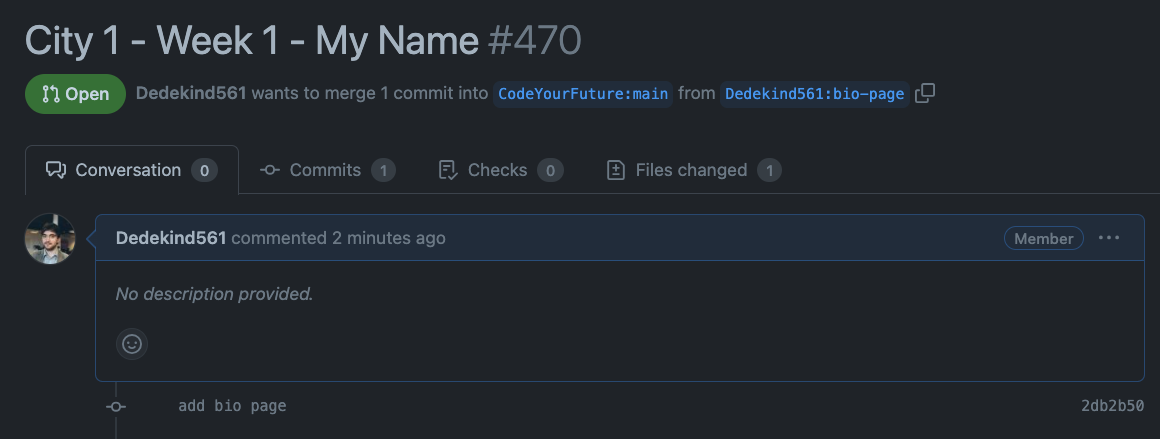 City 1 - Week 1 - My Name #470
Open Dedekind561 wants to merge 1 commit into CodeYourFuture:main from Dedekind561:bio-page
Conversation 0 Commits 1 Checks 0 Files changed 1
Dedekind561 commented 2 minutes ago Member
No description provided.
add bio page 2db2b50